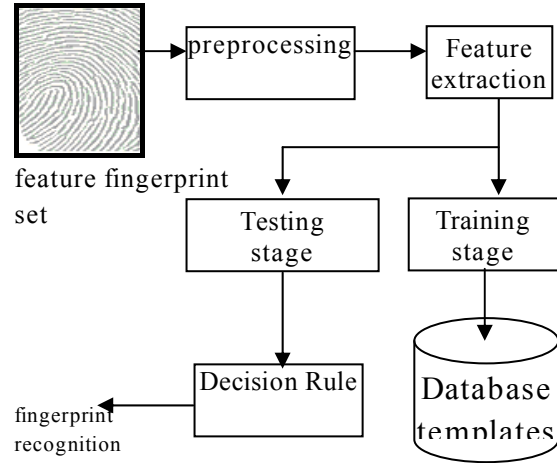 preprocessing
Feature
extraction
feature fingerprint
set
Testing
stage
Training
stage
Decision Rule
Database
templates
fingerprint
recognition